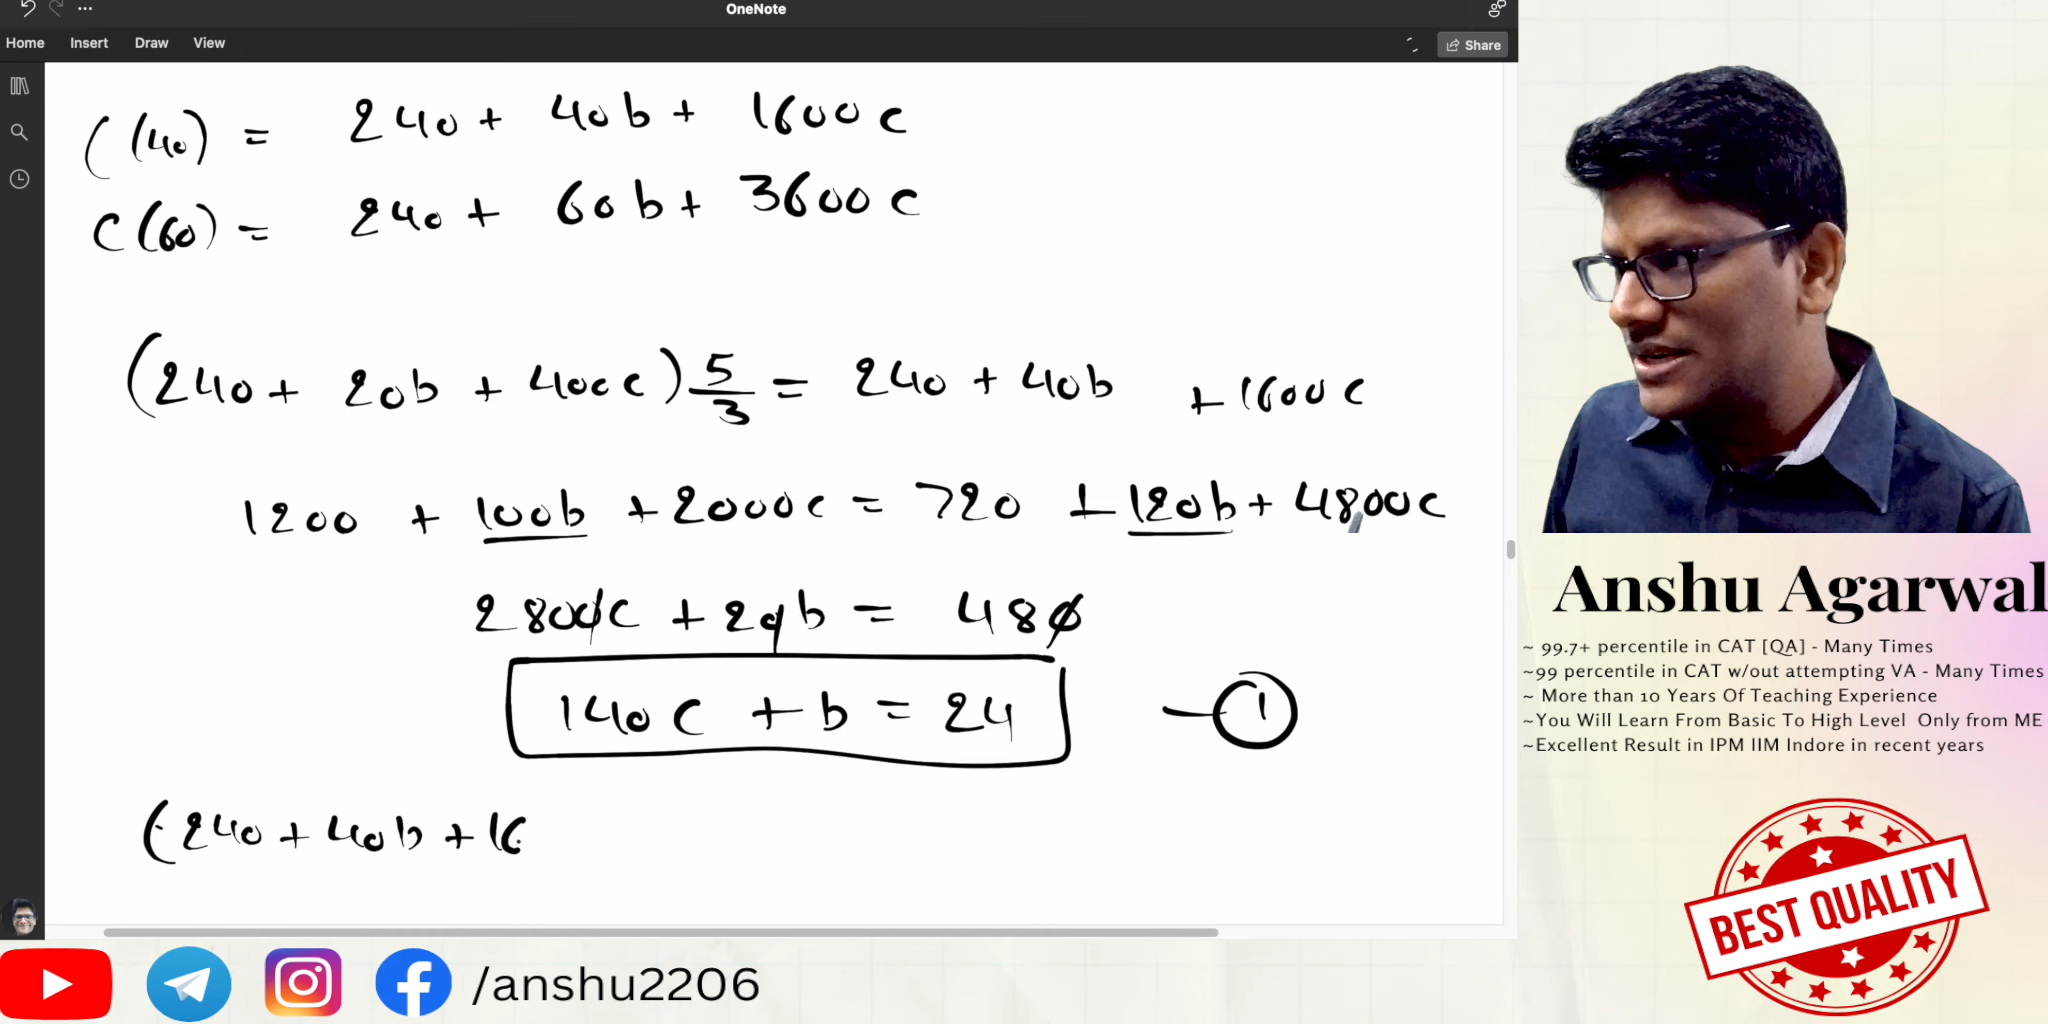 OneNote
Home Insert Draw View
Share
C(40) = 240 + 40b + 1600c
C(60) = 240 + 60b + 3600c
(240 + 20b + 400c) 5/3 = 240 + 40b + 1600c
1200 + 100b + 2000c = 720 + 120b + 4800c
2800c + 20b = 480
140c + b = 24 — 1
(240 + 40b + 16
Anshu Agarwal
~ 99.7+ percentile in CAT [QA] - Many Times
~99 percentile in CAT w/out attempting VA - Many Times
~ More than 10 Years Of Teaching Experience
~You Will Learn From Basic To High Level Only from ME
~Excellent Result in IPM IIM Indore in recent years
BEST QUALITY
/anshu2206